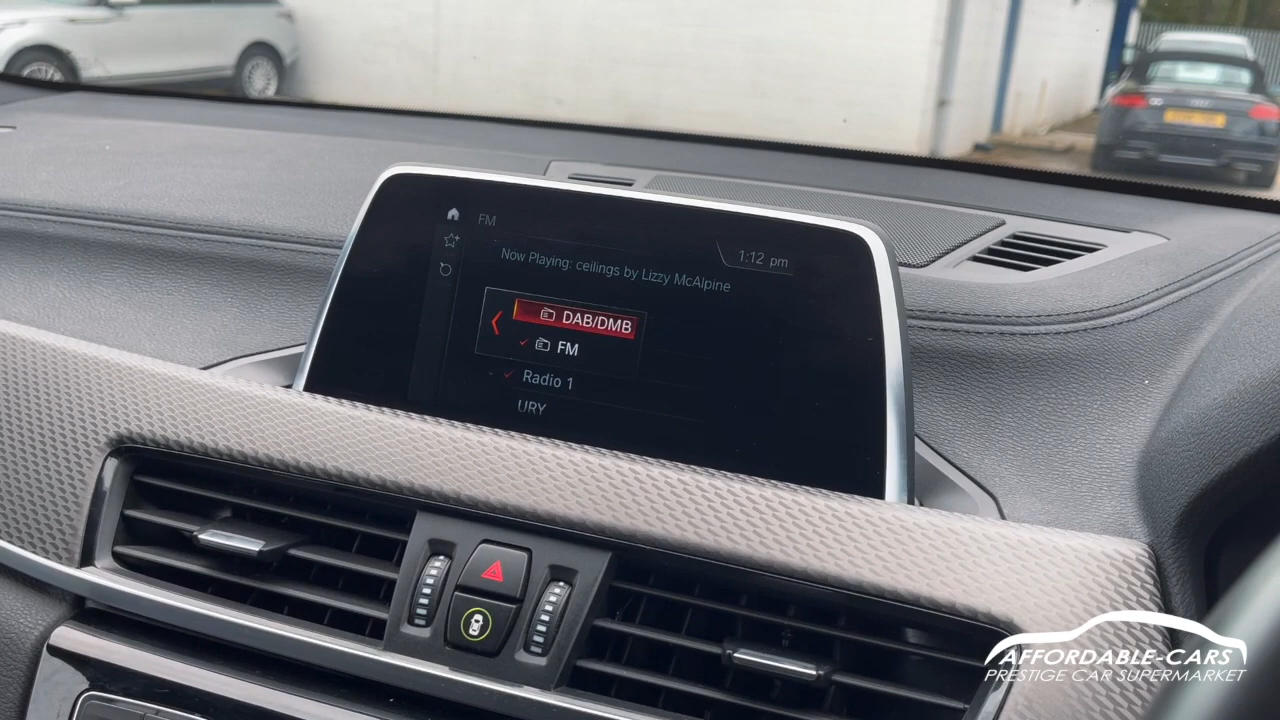 FM
1:12 pm
Now Playing: ceilings by Lizzy McAlpine
DAB/DMB
FM
Radio 1
URY
AFFORDABLE-CARS
PRESTIGE CAR SUPERMARKET